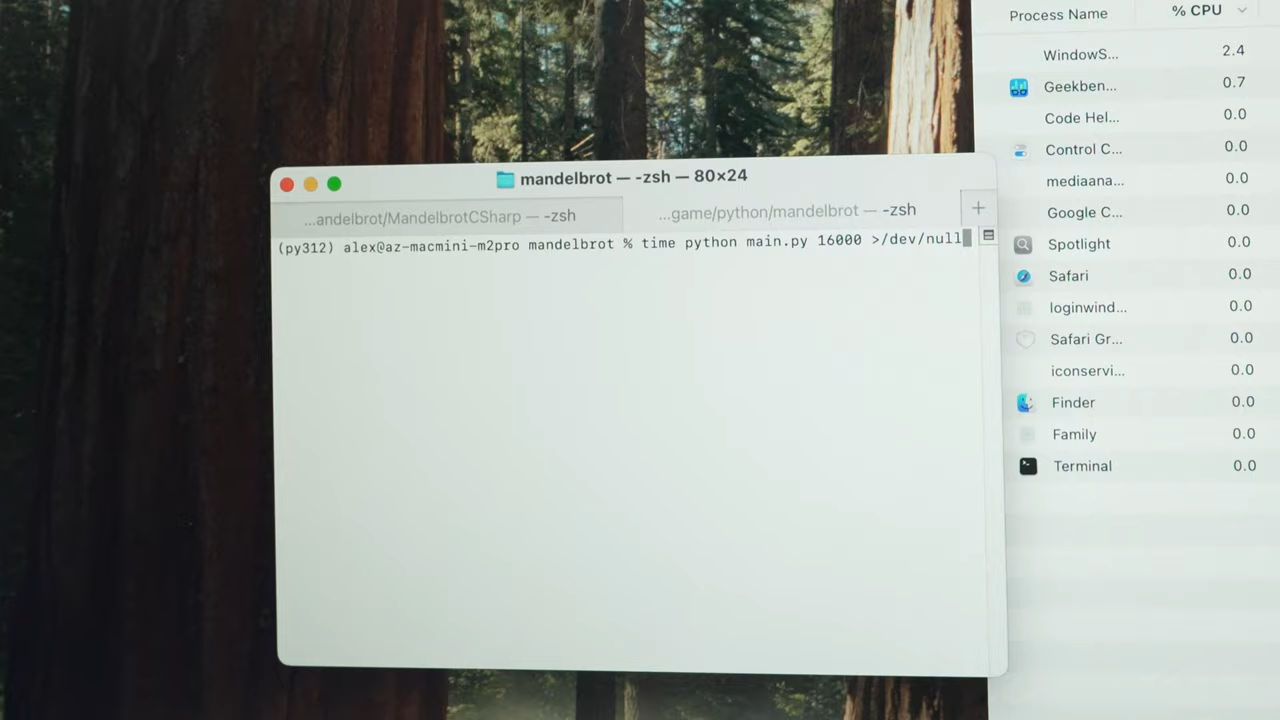 mandelbrot — -zsh — 80×24
...andelbrot/MandelbrotCSharp — -zsh
...game/python/mandelbrot — -zsh
+
(py312) alex@az-macmini-m2pro mandelbrot % time python main.py 16000 >/dev/null
Process Name % CPU
WindowS... 2.4
Geekben... 0.7
Code Hel... 0.0
Control C... 0.0
mediaana... 0.0
Google C... 0.0
Spotlight 0.0
Safari 0.0
loginwind... 0.0
Safari Gr... 0.0
iconservi... 0.0
Finder 0.0
Family 0.0
Terminal 0.0